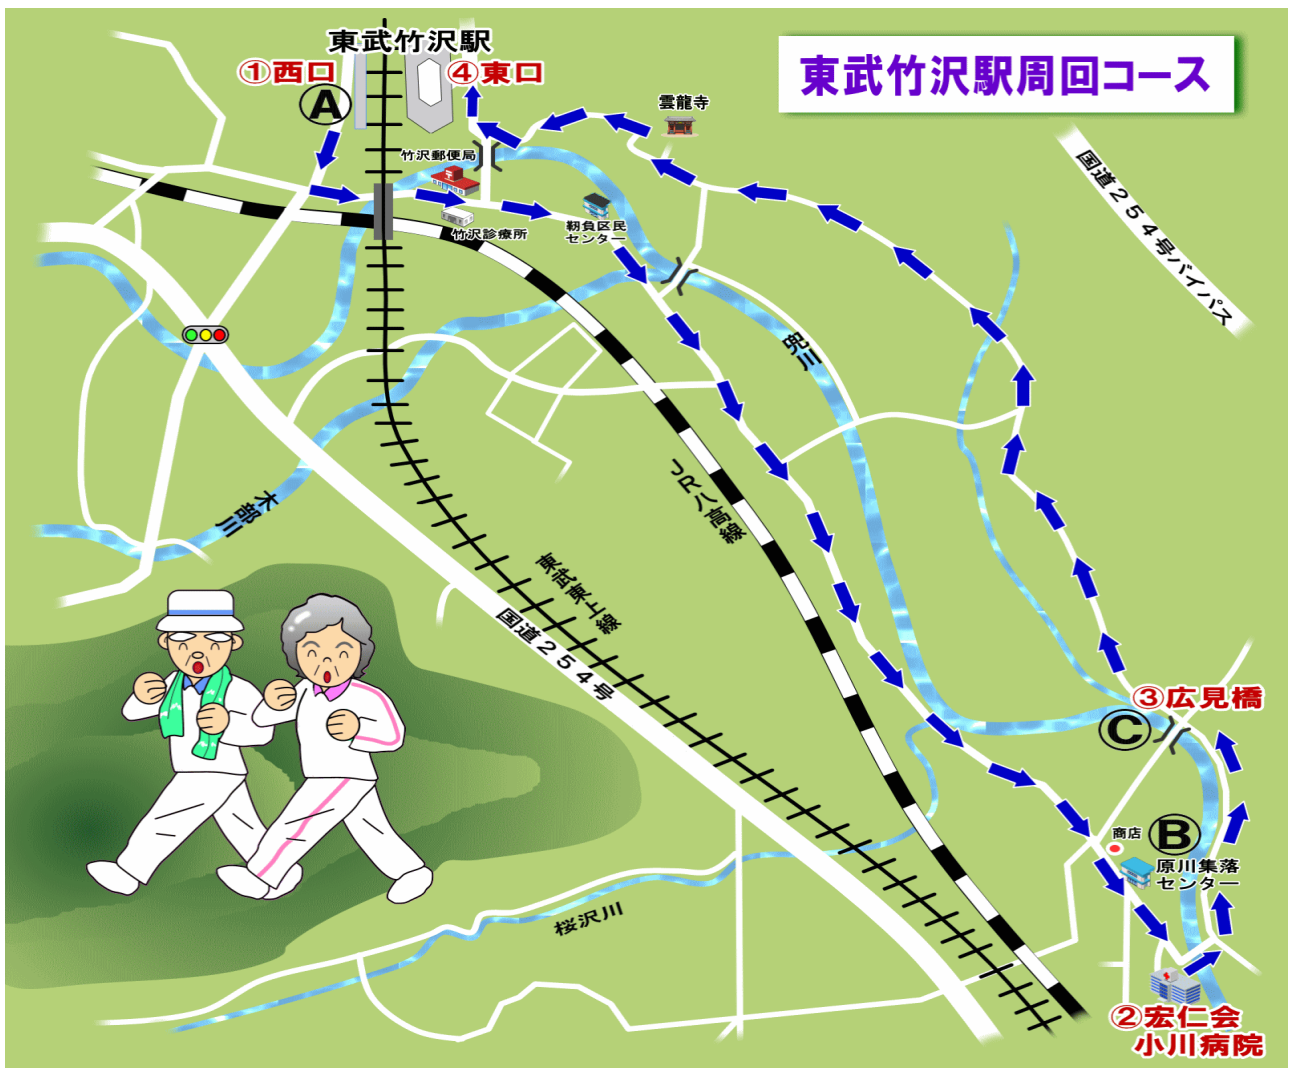 東武竹沢駅
①西口
④東口
A
東武竹沢駅周回コース
雲龍寺
竹沢郵便局
竹沢診療所
靭負区民
センター
国道254号バイパス
兜川
木部川
JR八高線
東武東上線
国道254号
③広見橋
C
商店
B
原川集落
センター
桜沢川
②宏仁会
小川病院